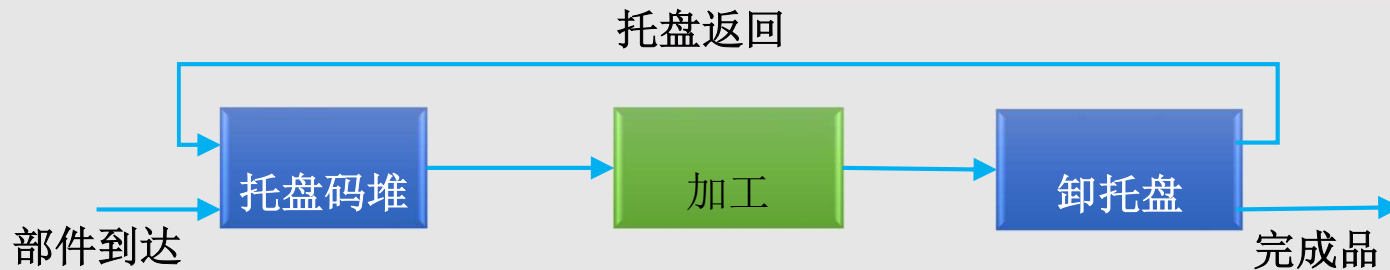 托盘返回
托盘码堆
加工
卸托盘
部件到达
完成品